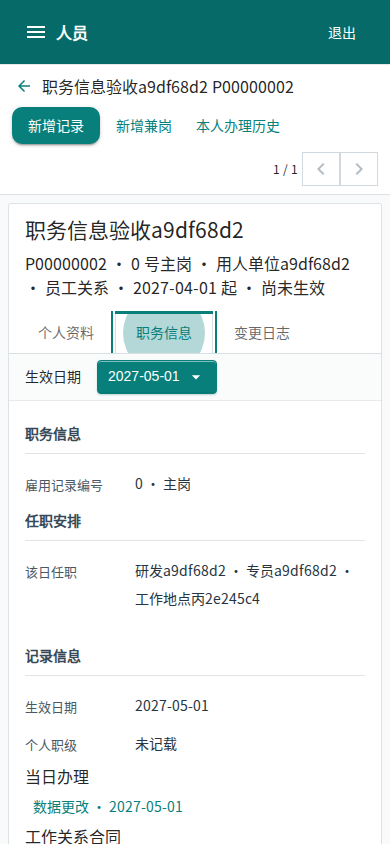 人员
退出
职务信息验收a9df68d2 P00000002
新增记录
新增兼岗
本人办理历史
1 / 1
职务信息验收a9df68d2
P00000002 • 0 号主岗 • 用人单位a9df68d2
• 员工关系 • 2027-04-01 起 • 尚未生效
个人资料
职务信息
变更日志
生效日期
2027-05-01
职务信息
雇用记录编号
0 • 主岗
任职安排
该日任职
研发a9df68d2 • 专员a9df68d2 •
工作地点丙2e245c4
记录信息
生效日期
2027-05-01
个人职级
未记载
当日办理
数据更改 • 2027-05-01
工作关系合同